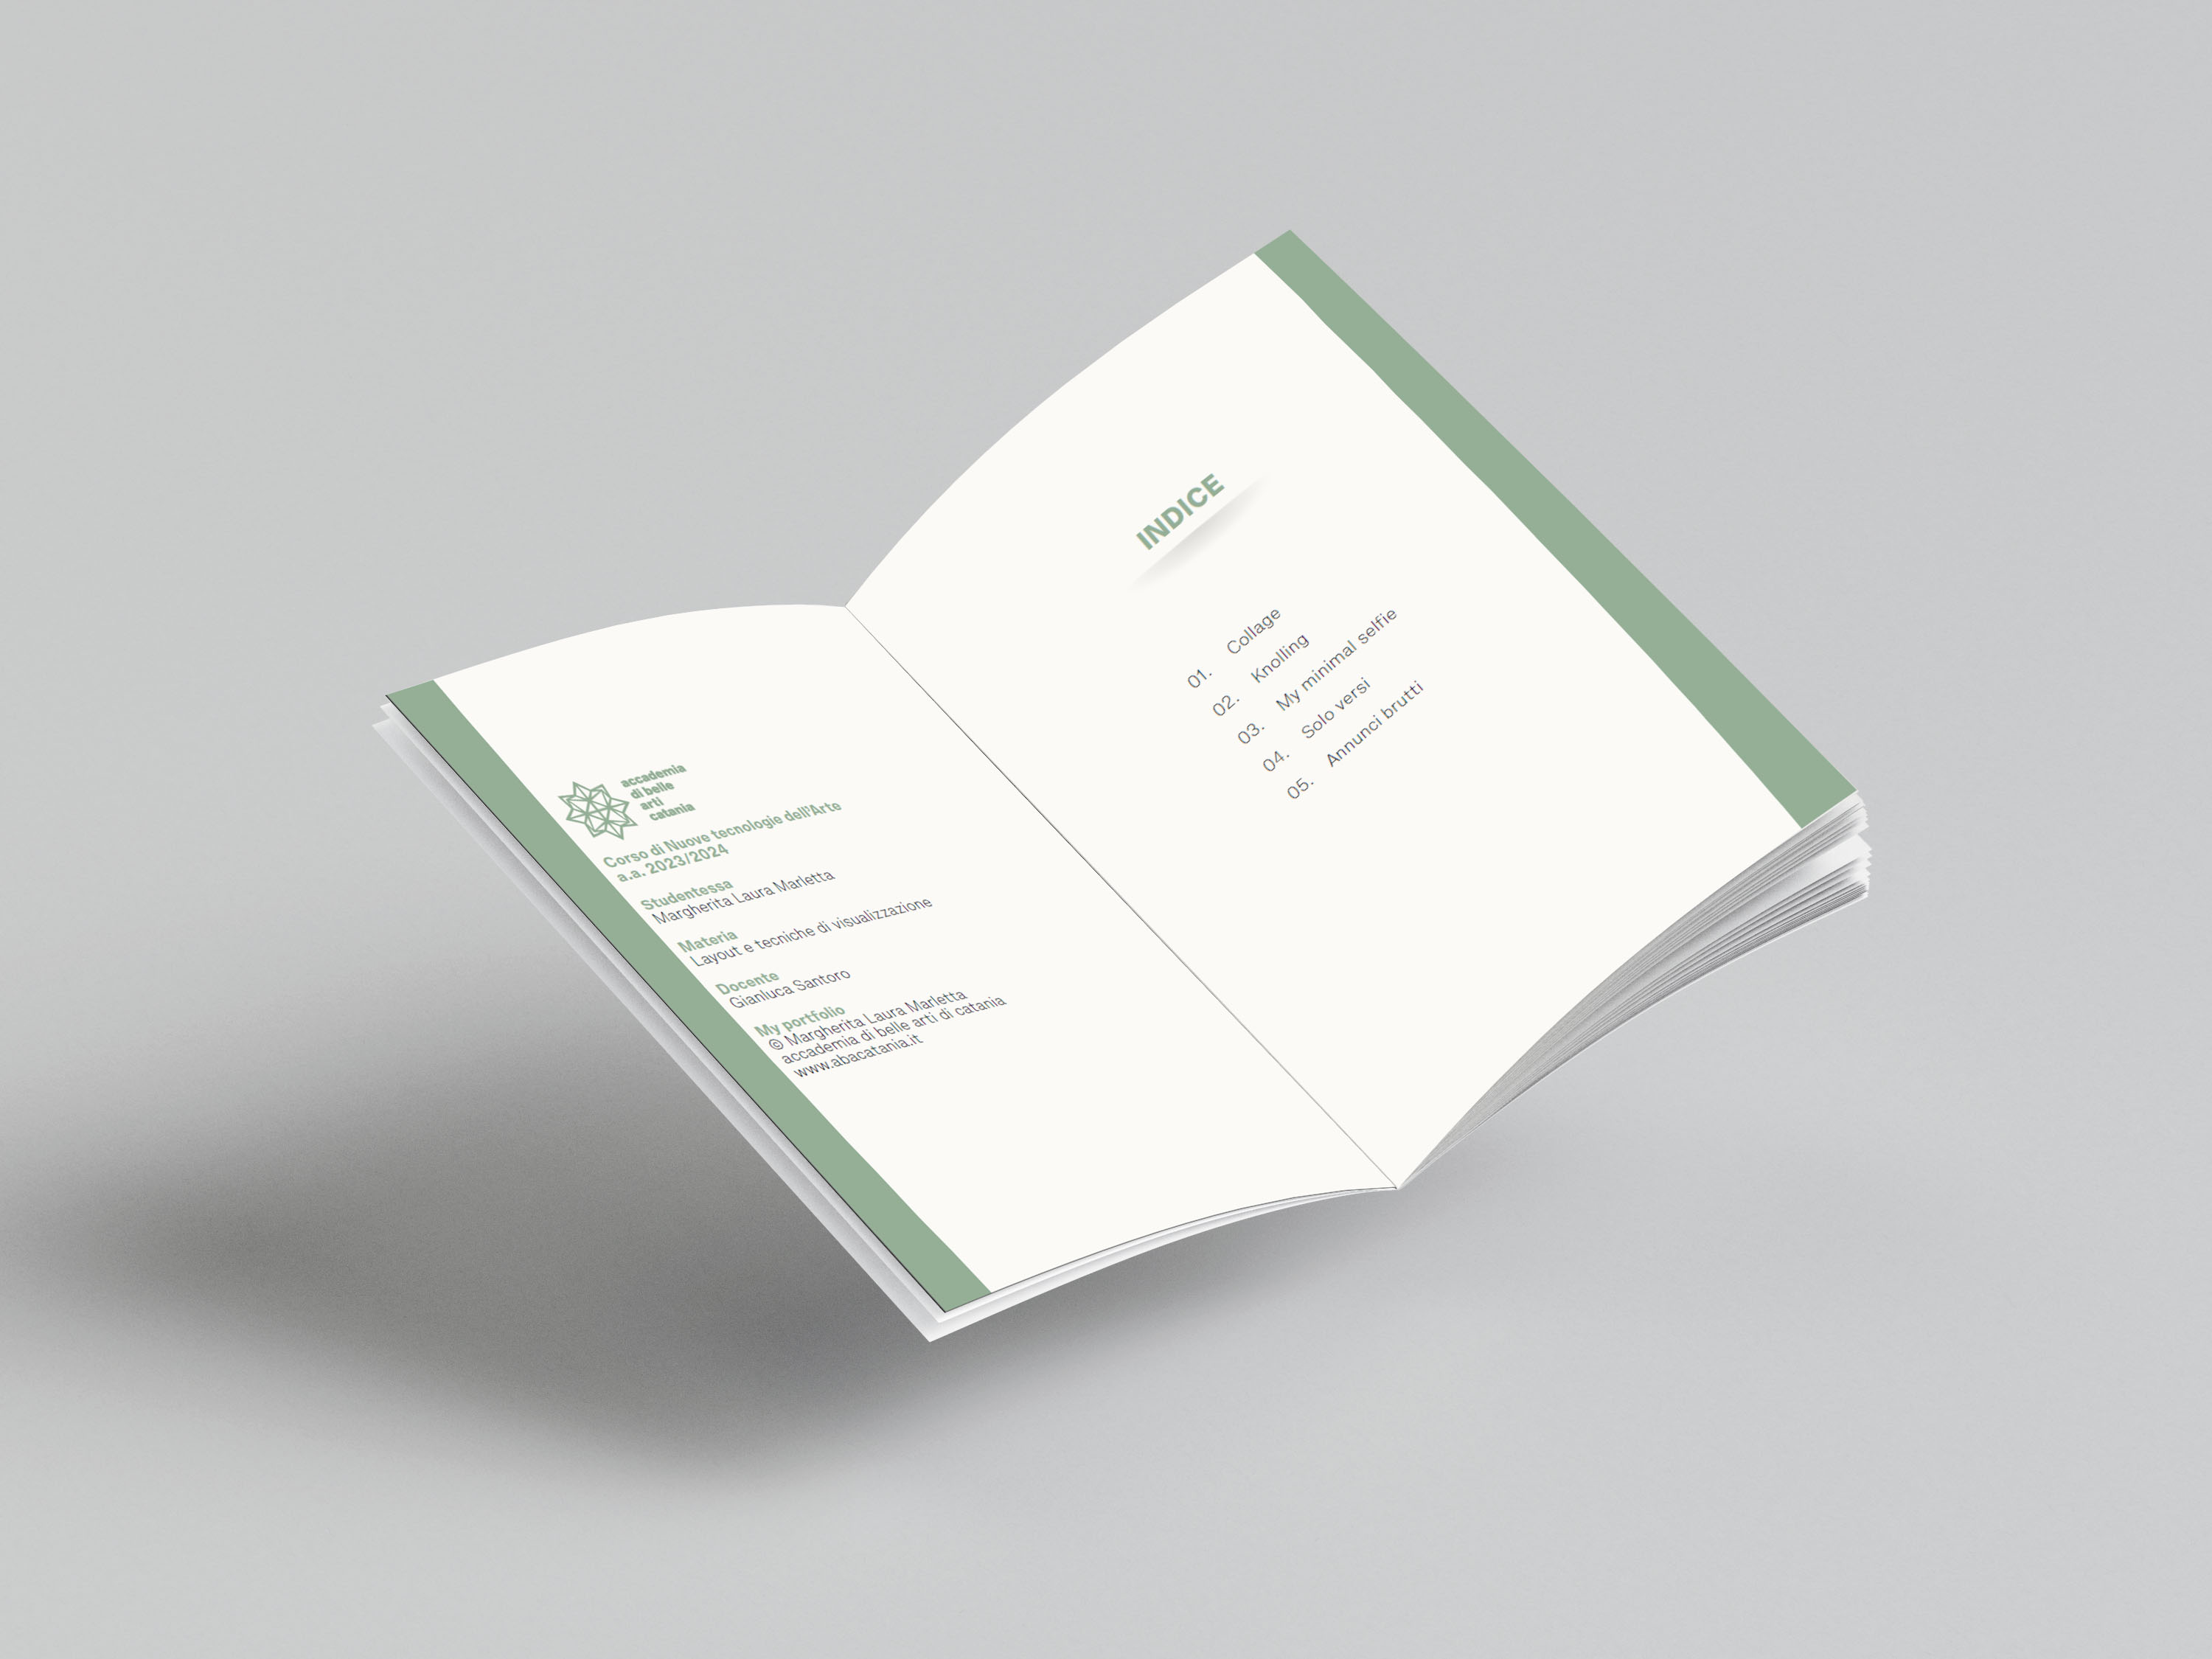 accademia
di belle
arti
catania
Corso di Nuove tecnologie dell'Arte
a.a. 2023/2024
Studentessa
Margherita Laura Marletta
Materia
Layout e tecniche di visualizzazione
Docente
Gianluca Santoro
My portfolio
© Margherita Laura Marletta
accademia di belle arti di catania
www.abacatania.it
INDICE
01. Collage
02. Knolling
03. My minimal selfie
04. Solo versi
05. Annunci brutti